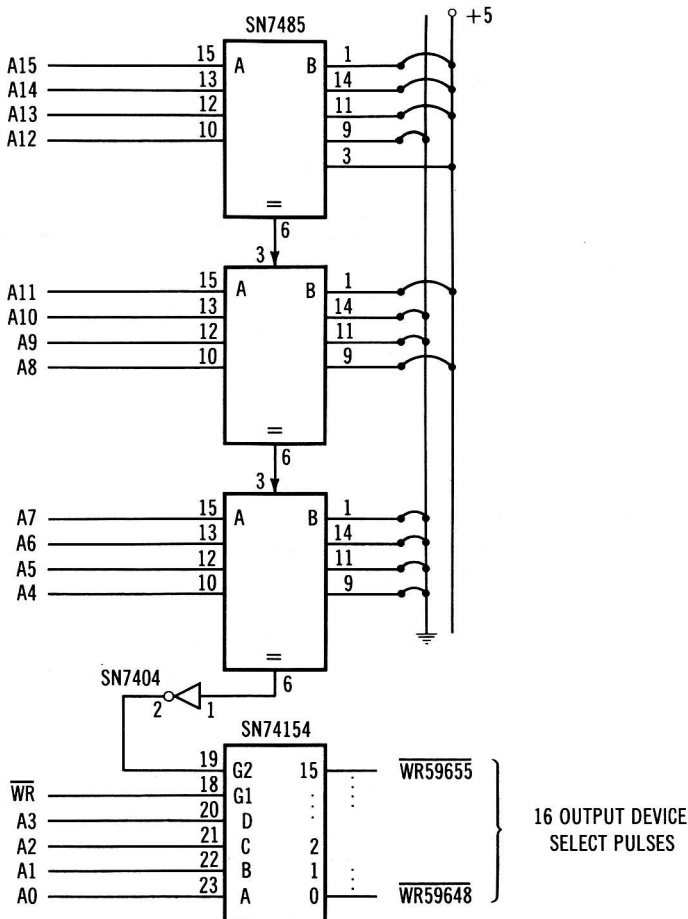 SN7485
+5
A15 15 A B 1
A14 13 14
A13 12 11
A12 10 9
3
=
6
3
A11 15 A B 1
A10 13 14
A9 12 11
A8 10 9
=
6
3
A7 15 A B 1
A6 13 14
A5 12 11
A4 10 9
=
6
SN7404
2 1
SN74154
19 G2 15 WR59655
WR 18 G1
A3 20 D
A2 21 C 2
A1 22 B 1
A0 23 A 0 WR59648
16 OUTPUT DEVICE
SELECT PULSES